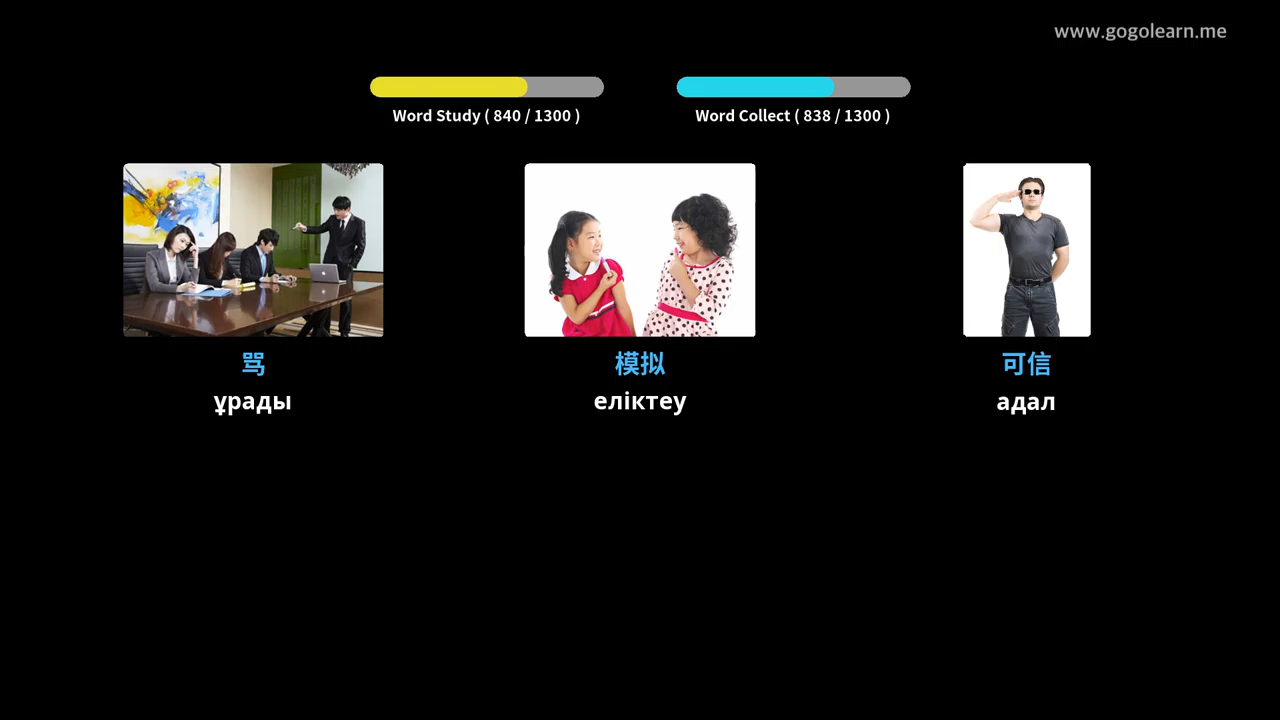 www.gogolearn.me
Word Study ( 840 / 1300 )
Word Collect ( 838 / 1300 )
骂
ұрады
模拟
еліктеу
可信
адал